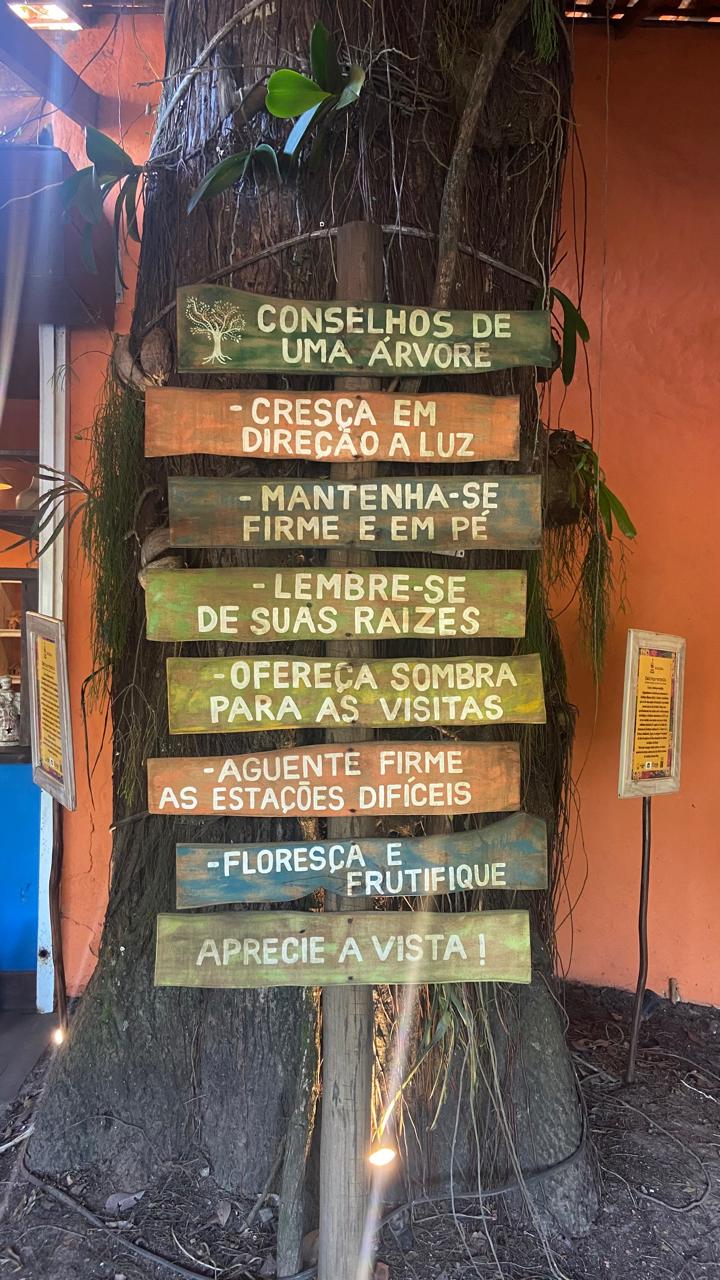 CONSELHOS DE
UMA ÁRVORE
- CRESÇA EM
DIREÇÃO A LUZ
- MANTENHA-SE
FIRME E EM PÉ
- LEMBRE-SE
DE SUAS RAIZES
- OFEREÇA SOMBRA
PARA AS VISITAS
- AGUENTE FIRME
AS ESTAÇÕES DIFÍCEIS
- FLORESÇA E
FRUTIFIQUE
APRECIE A VISTA !